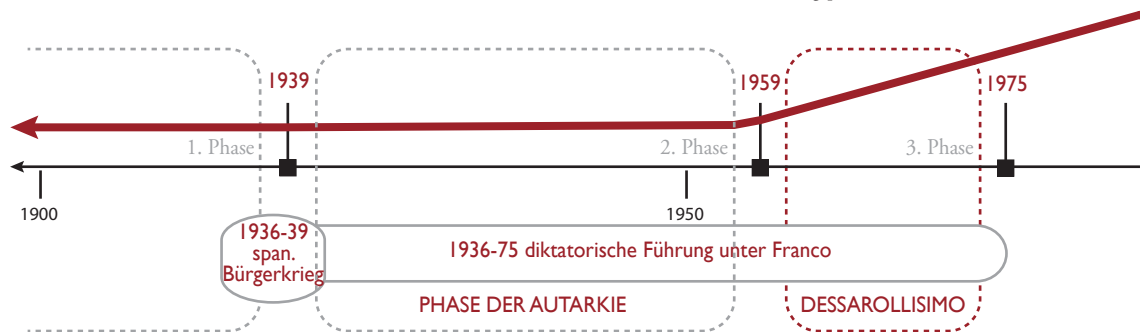 1939
1959
1975
1. Phase
2. Phase
3. Phase
1900
1950
1936-39
span.
Bürgerkrieg
1936-75 diktatorische Führung unter Franco
PHASE DER AUTARKIE
DESSAROLLISIMO